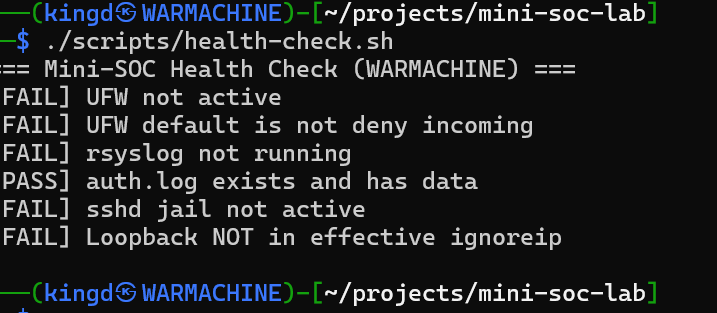 ──(kingd㉿WARMACHINE)-[~/projects/mini-soc-lab]
─$ ./scripts/health-check.sh
=== Mini-SOC Health Check (WARMACHINE) ===
FAIL] UFW not active
FAIL] UFW default is not deny incoming
FAIL] rsyslog not running
PASS] auth.log exists and has data
FAIL] sshd jail not active
FAIL] Loopback NOT in effective ignoreip
──(kingd㉿WARMACHINE)-[~/projects/mini-soc-lab]